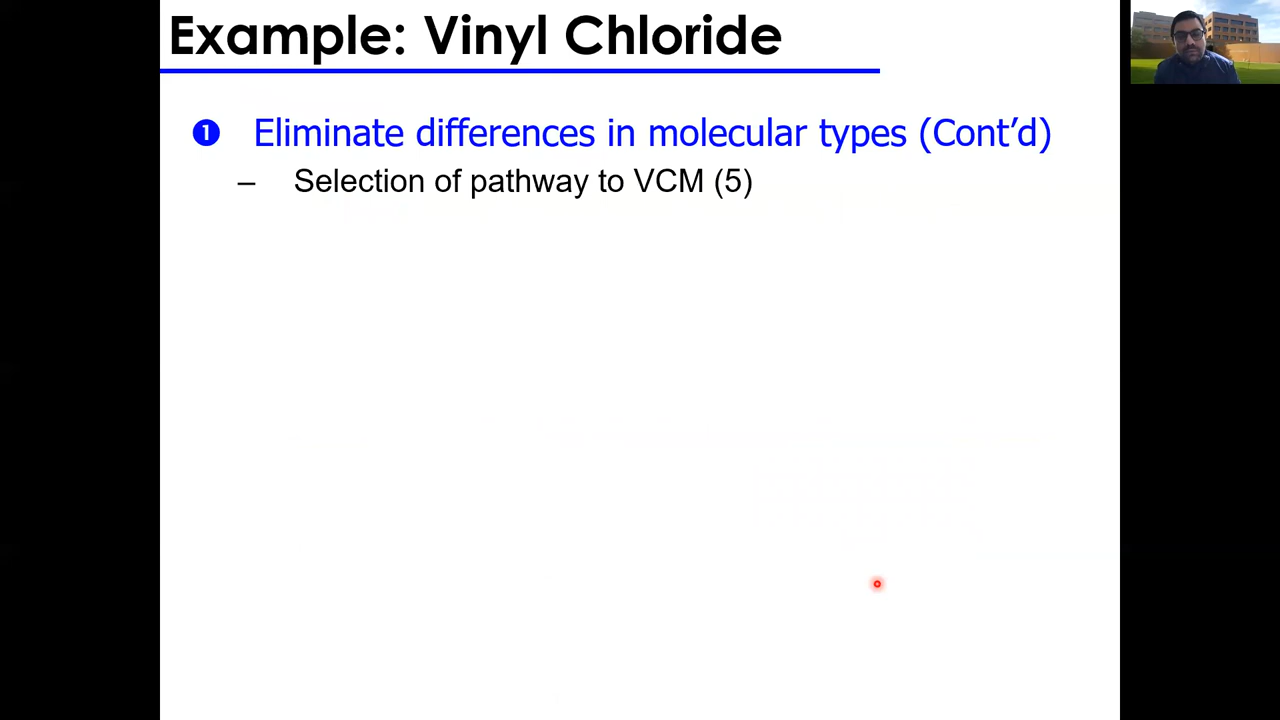 Example: Vinyl Chloride
❶ Eliminate differences in molecular types (Cont’d)
– Selection of pathway to VCM (5)